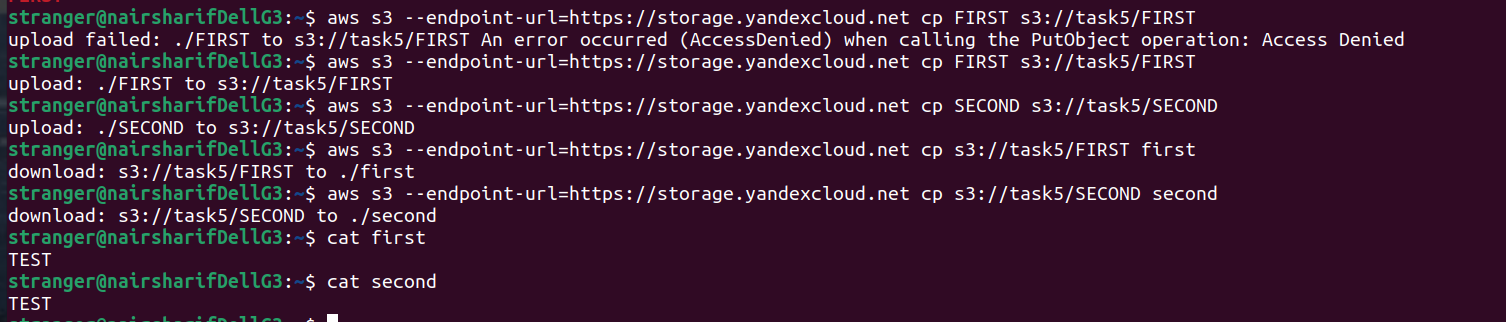 stranger@nairsharifDellG3:~$ aws s3 --endpoint-url=https://storage.yandexcloud.net cp FIRST s3://task5/FIRST
upload failed: ./FIRST to s3://task5/FIRST An error occurred (AccessDenied) when calling the PutObject operation: Access Denied
stranger@nairsharifDellG3:~$ aws s3 --endpoint-url=https://storage.yandexcloud.net cp FIRST s3://task5/FIRST
upload: ./FIRST to s3://task5/FIRST
stranger@nairsharifDellG3:~$ aws s3 --endpoint-url=https://storage.yandexcloud.net cp SECOND s3://task5/SECOND
upload: ./SECOND to s3://task5/SECOND
stranger@nairsharifDellG3:~$ aws s3 --endpoint-url=https://storage.yandexcloud.net cp s3://task5/FIRST first
download: s3://task5/FIRST to ./first
stranger@nairsharifDellG3:~$ aws s3 --endpoint-url=https://storage.yandexcloud.net cp s3://task5/SECOND second
download: s3://task5/SECOND to ./second
stranger@nairsharifDellG3:~$ cat first
TEST
stranger@nairsharifDellG3:~$ cat second
TEST
stranger@nairsharifDellG3:~$